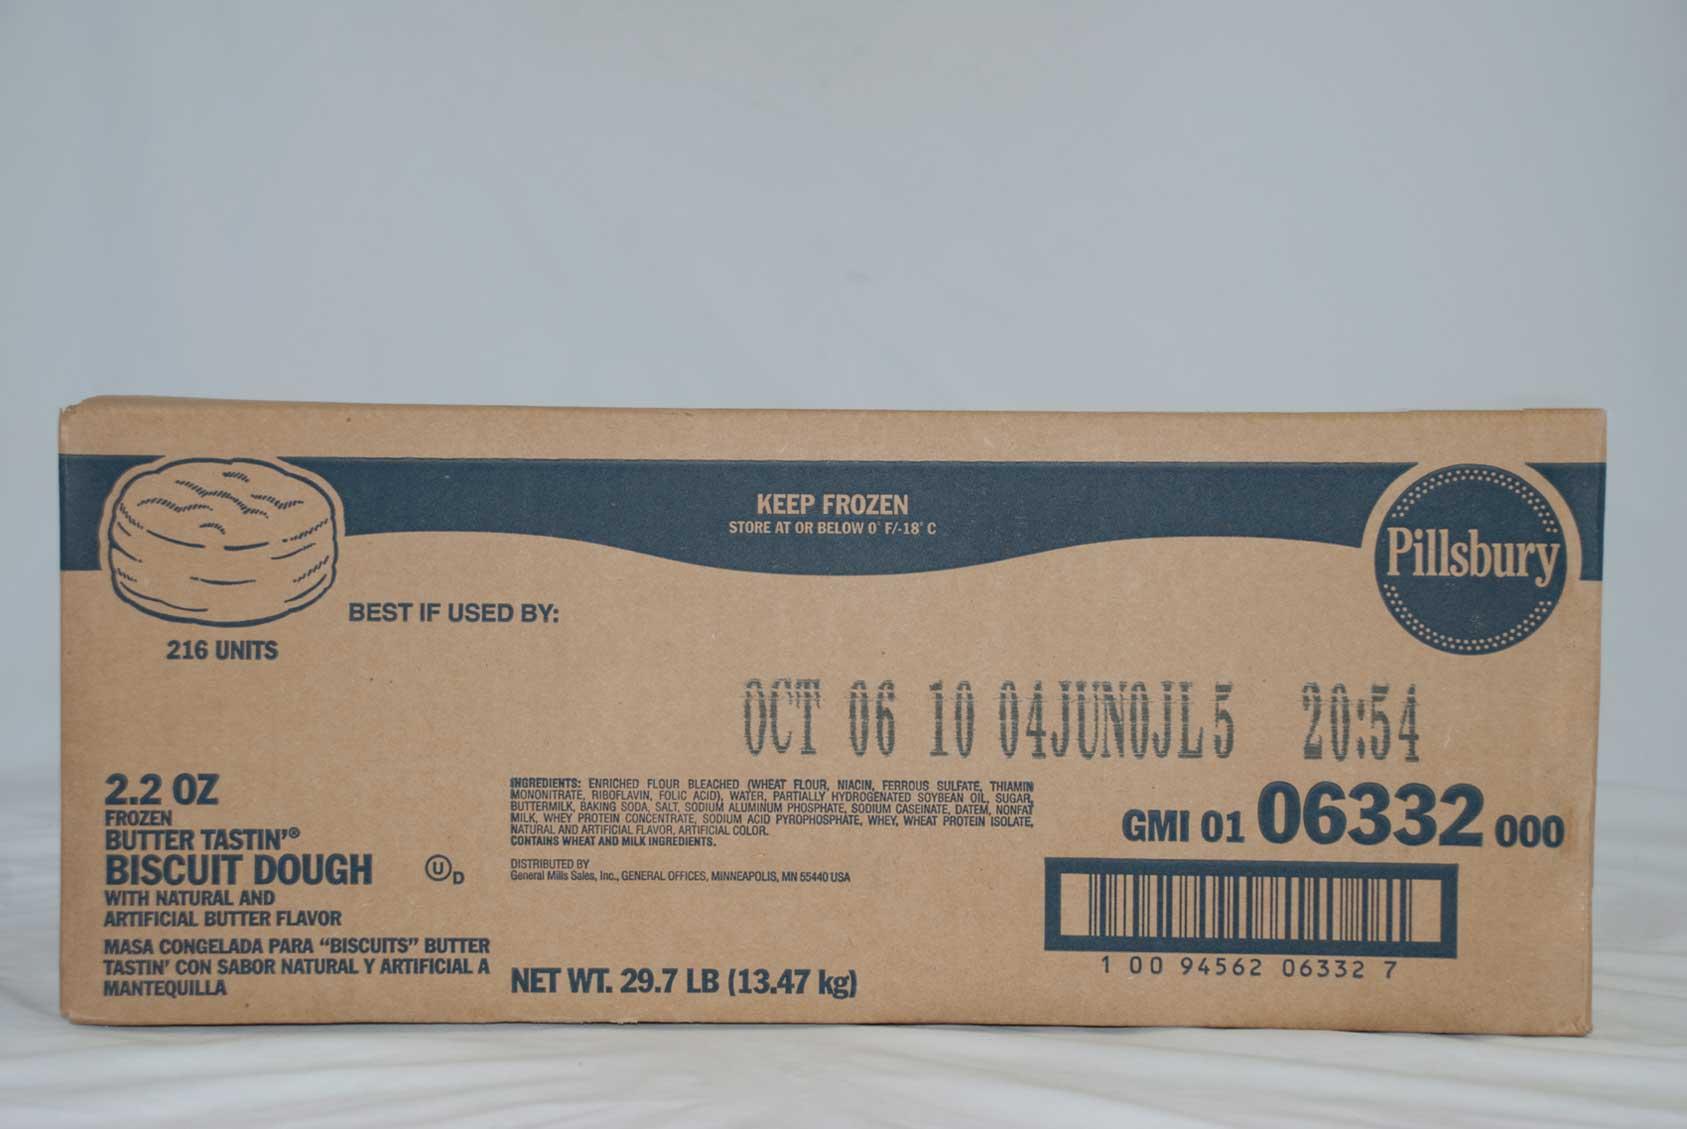 KEEP FROZEN
STORE AT OR BELOW 0° F/-18° C
Pillsbury
216 UNITS
BEST IF USED BY:
OCT 06 10 04JUN0JL5 20:54
2.2 OZ
FROZEN
BUTTER TASTIN'®
BISCUIT DOUGH
WITH NATURAL AND
ARTIFICIAL BUTTER FLAVOR
MASA CONGELADA PARA “BISCUITS” BUTTER
TASTIN' CON SABOR NATURAL Y ARTIFICIAL A
MANTEQUILLA
U D
INGREDIENTS: ENRICHED FLOUR BLEACHED (WHEAT FLOUR, NIACIN, FERROUS SULFATE, THIAMIN
MONONITRATE, RIBOFLAVIN, FOLIC ACID), WATER, PARTIALLY HYDROGENATED SOYBEAN OIL, SUGAR,
BUTTERMILK, BAKING SODA, SALT, SODIUM ALUMINUM PHOSPHATE, SODIUM CASEINATE, DATEM, NONFAT
MILK, WHEY PROTEIN CONCENTRATE, SODIUM ACID PYROPHOSPHATE, WHEY, WHEAT PROTEIN ISOLATE,
NATURAL AND ARTIFICIAL FLAVOR, ARTIFICIAL COLOR.
CONTAINS WHEAT AND MILK INGREDIENTS.
DISTRIBUTED BY
General Mills Sales, Inc., GENERAL OFFICES, MINNEAPOLIS, MN 55440 USA
NET WT. 29.7 LB (13.47 kg)
GMI 01 06332 000
1 00 94562 06332 7